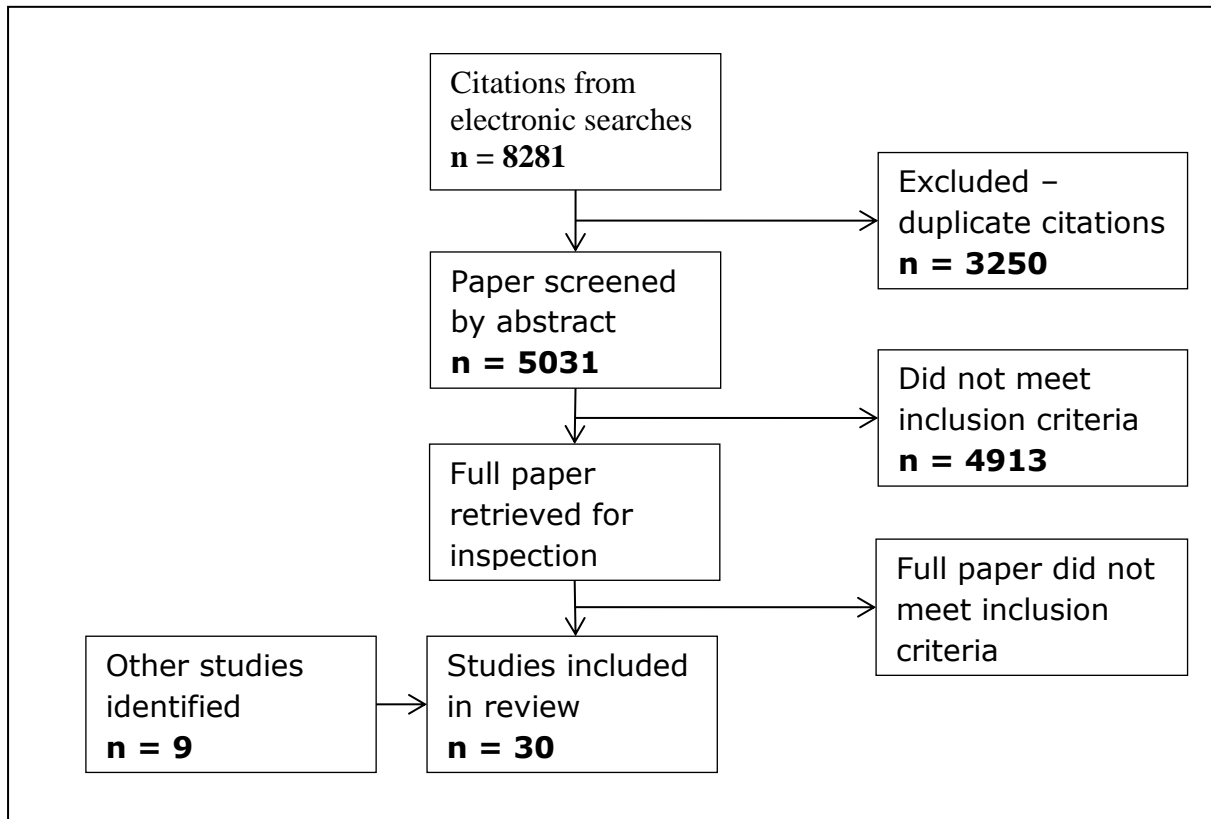 Citations from
electronic searches
n = 8281
Excluded –
duplicate citations
n = 3250
Paper screened
by abstract
n = 5031
Did not meet
inclusion criteria
n = 4913
Full paper
retrieved for
inspection
Full paper did not
meet inclusion
criteria
Other studies
identified
n = 9
Studies included
in review
n = 30